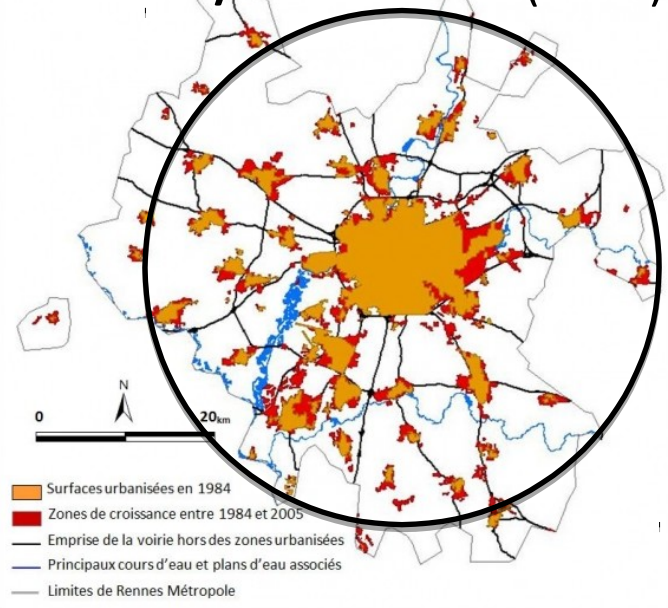 N
0 20km
Surfaces urbanisées en 1984
Zones de croissance entre 1984 et 2005
Emprise de la voirie hors des zones urbanisées
Principaux cours d'eau et plans d'eau associés
Limites de Rennes Métropole